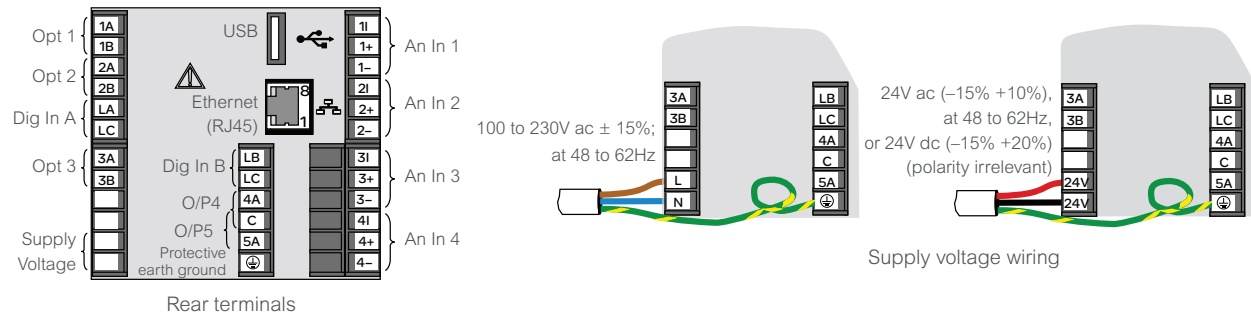 Opt 1
1A
1B
Opt 2
2A
2B
Dig In A
LA
LC
Opt 3
3A
3B
Supply
Voltage
USB
Ethernet
(RJ45)
8
1
Dig In B
LB
LC
O/P4
4A
C
O/P5
5A
Protective
earth ground
1I
1+
1–
An In 1
2I
2+
2–
An In 2
3I
3+
3–
An In 3
4I
4+
4–
An In 4
Rear terminals
100 to 230V ac ± 15%;
at 48 to 62Hz
3A
3B
L
N
LB
LC
4A
C
5A
24V ac (–15% +10%),
at 48 to 62Hz,
or 24V dc (–15% +20%)
(polarity irrelevant)
3A
3B
24V
24V
LB
LC
4A
C
5A
Supply voltage wiring